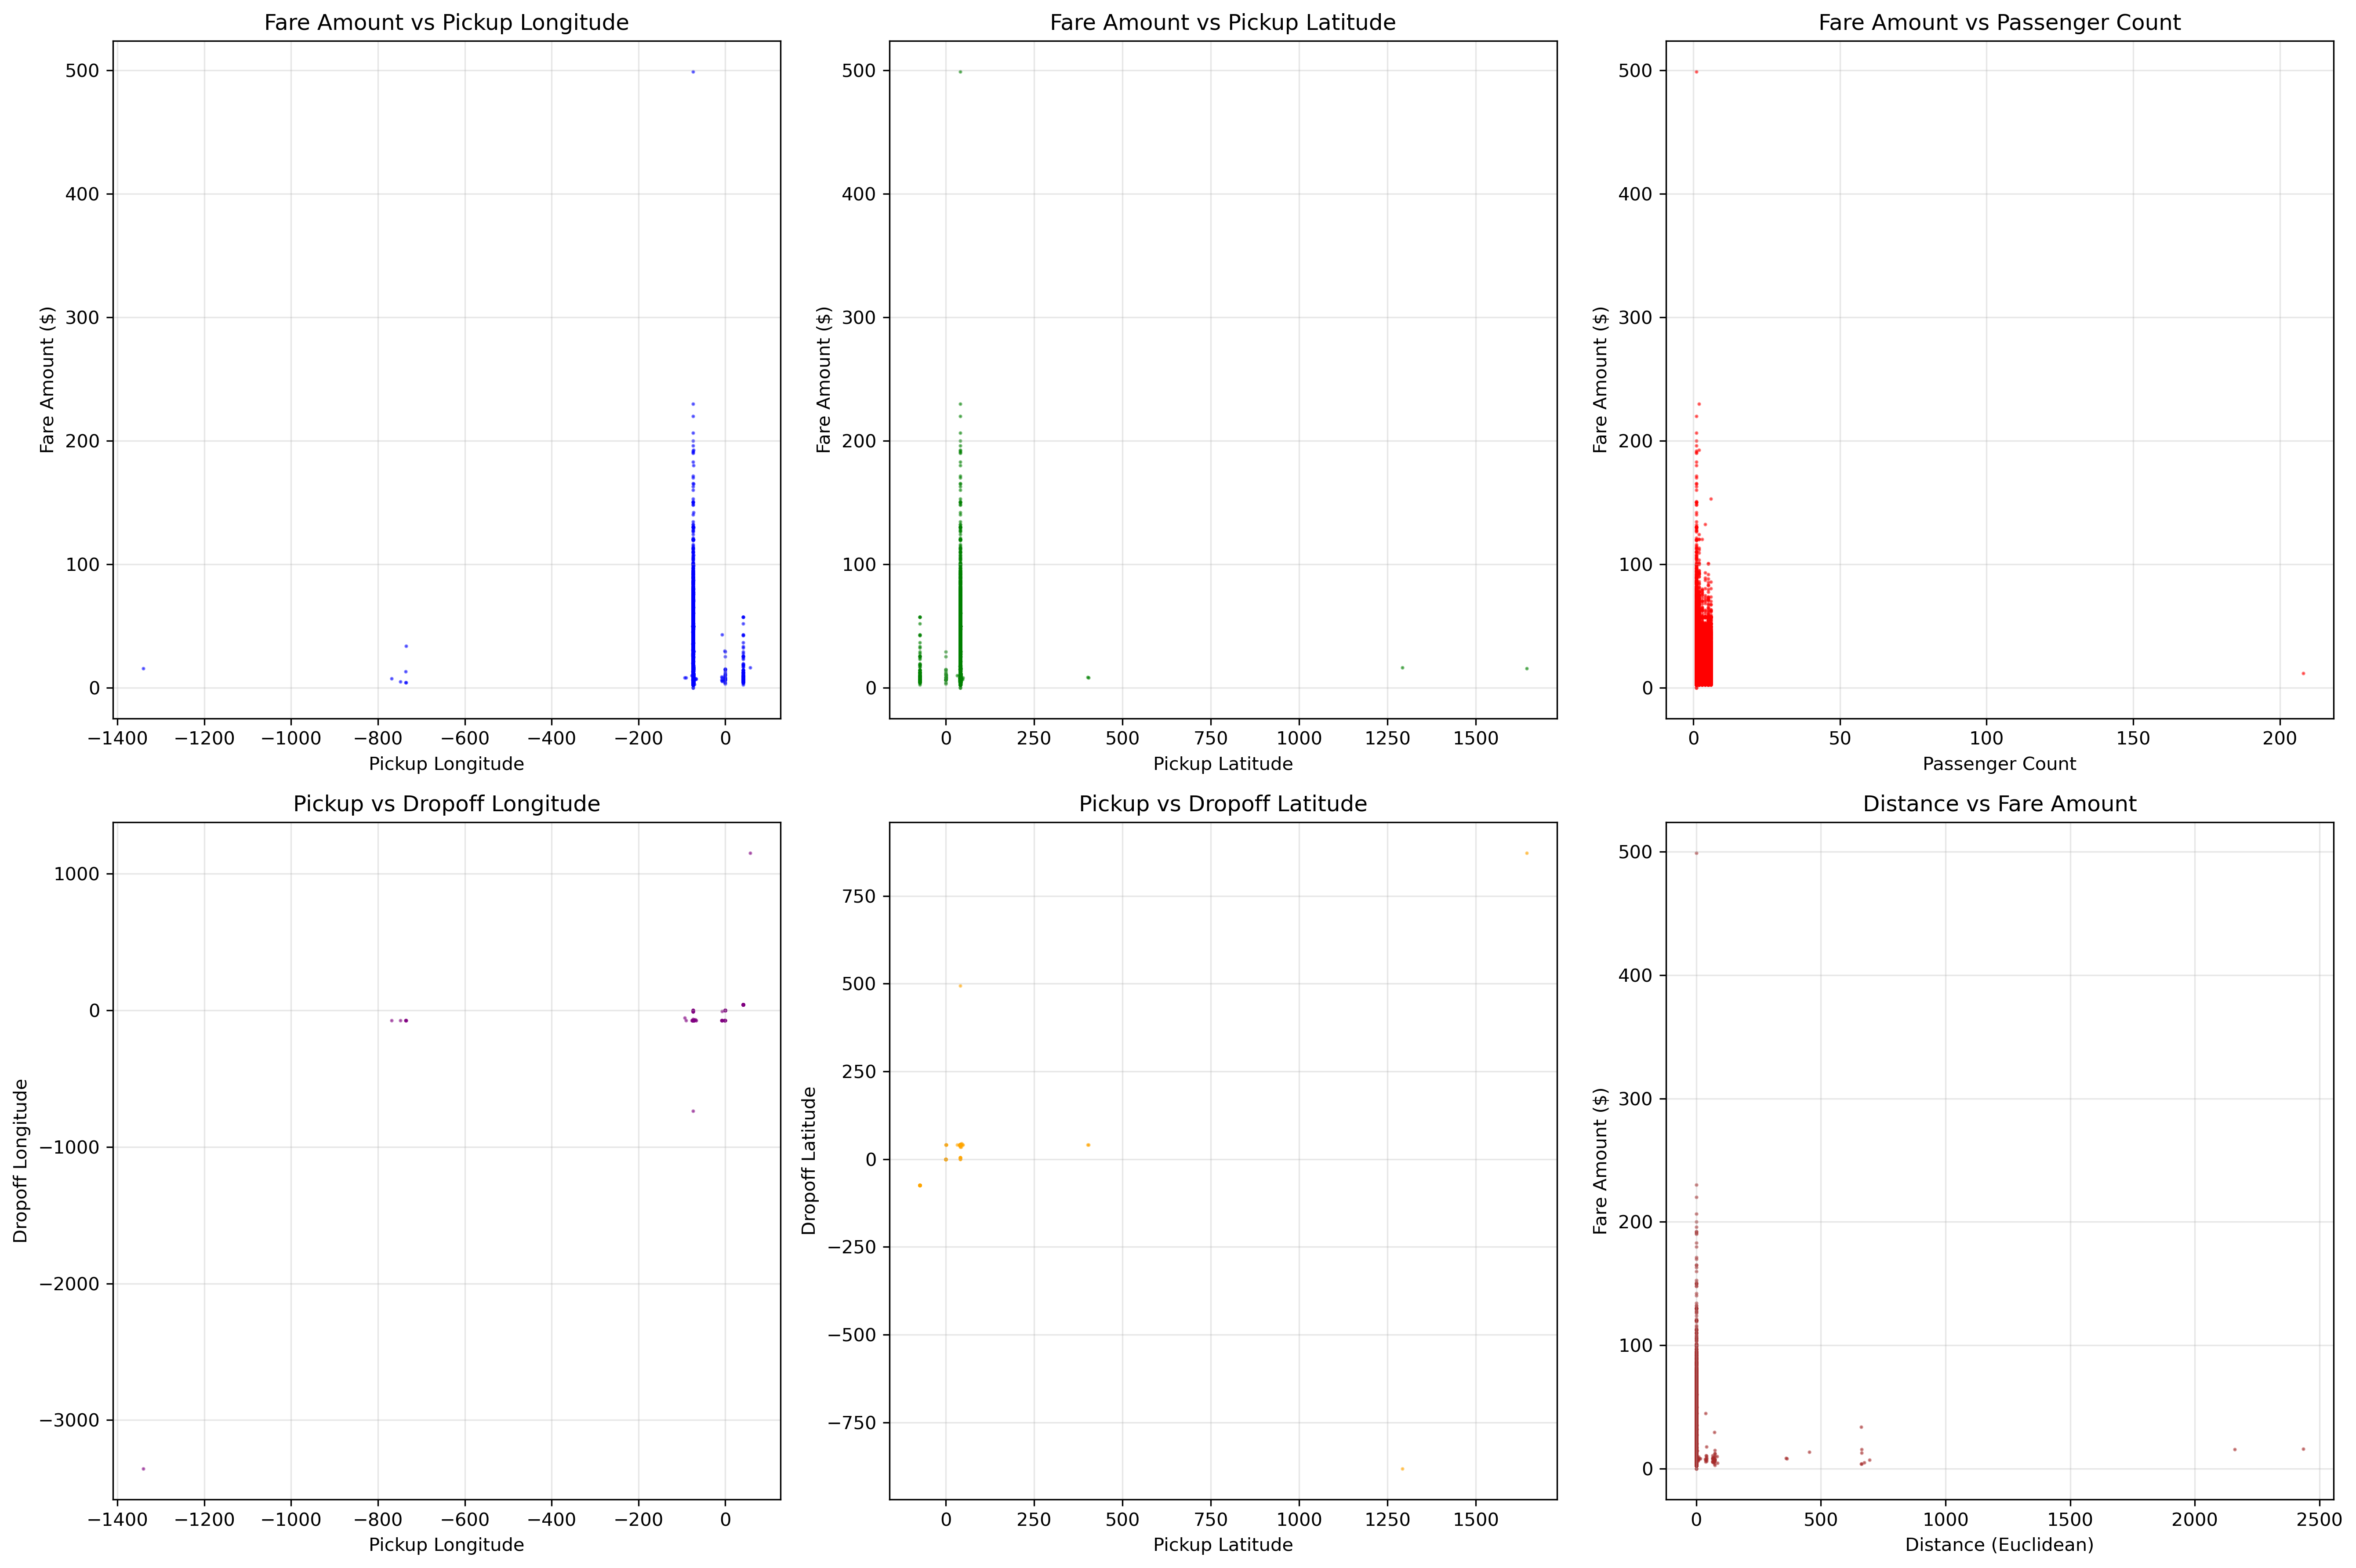 Fare Amount vs Pickup Longitude
Fare Amount ($)
500
400
300
200
100
0
−1400 −1200 −1000 −800 −600 −400 −200 0
Pickup Longitude
Fare Amount vs Pickup Latitude
Fare Amount ($)
500
400
300
200
100
0
0 250 500 750 1000 1250 1500
Pickup Latitude
Fare Amount vs Passenger Count
Fare Amount ($)
500
400
300
200
100
0
0 50 100 150 200
Passenger Count
Pickup vs Dropoff Longitude
Dropoff Longitude
1000
0
−1000
−2000
−3000
−1400 −1200 −1000 −800 −600 −400 −200 0
Pickup Longitude
Pickup vs Dropoff Latitude
Dropoff Latitude
750
500
250
0
−250
−500
−750
0 250 500 750 1000 1250 1500
Pickup Latitude
Distance vs Fare Amount
Fare Amount ($)
500
400
300
200
100
0
0 500 1000 1500 2000 2500
Distance (Euclidean)